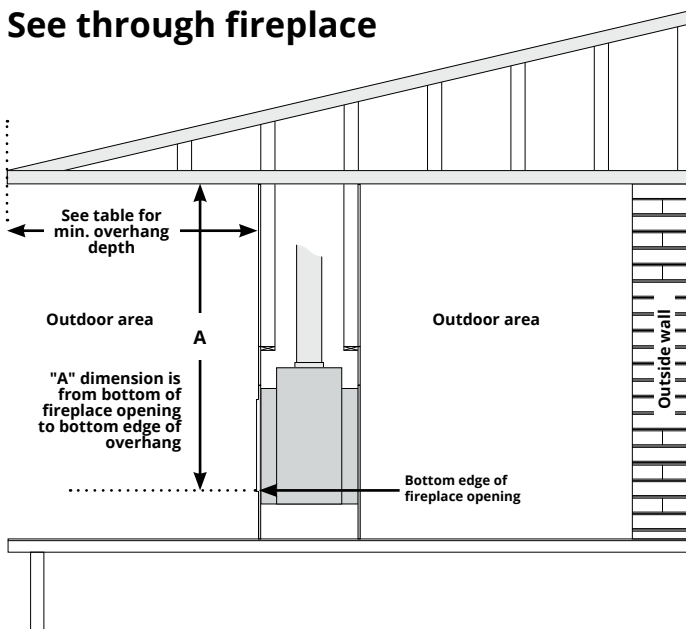 See through fireplace
See table for
min. overhang
depth
Outdoor area
A
Outdoor area
Outside wall
"A" dimension is
from bottom of
fireplace opening
to bottom edge of
overhang
Bottom edge of
fireplace opening